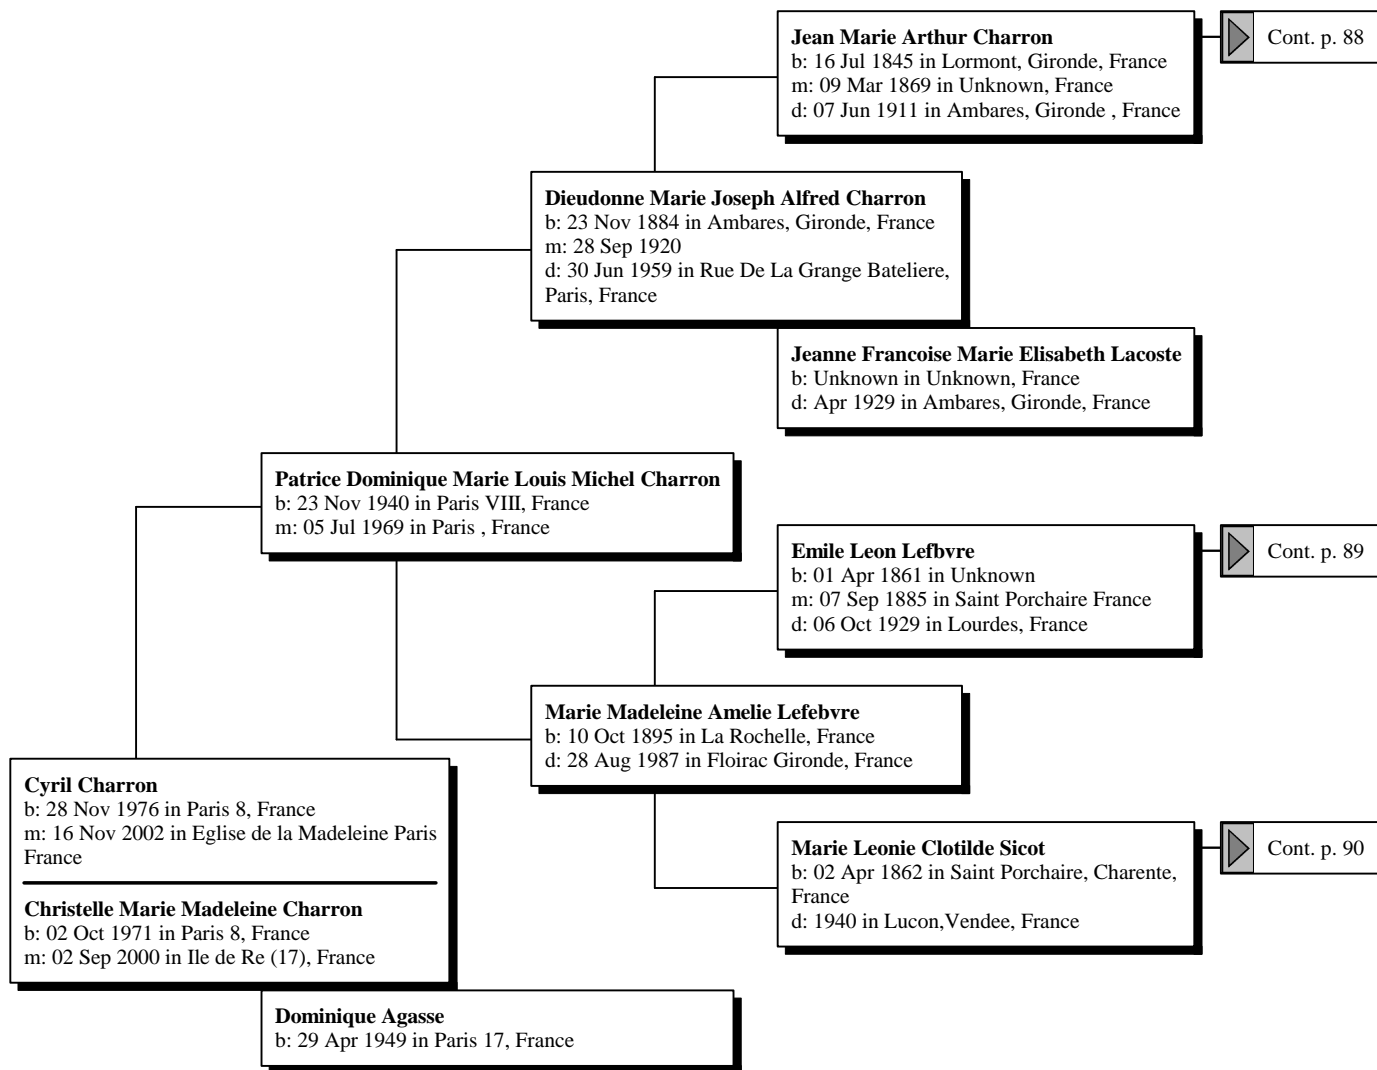 Jean Marie Arthur Charron
b: 16 Jul 1845 in Lormont, Gironde, France
m: 09 Mar 1869 in Unknown, France
d: 07 Jun 1911 in Ambares, Gironde , France
Cont. p. 88
Dieudonne Marie Joseph Alfred Charron
b: 23 Nov 1884 in Ambares, Gironde, France
m: 28 Sep 1920
d: 30 Jun 1959 in Rue De La Grange Bateliere,
Paris, France
Jeanne Francoise Marie Elisabeth Lacoste
b: Unknown in Unknown, France
d: Apr 1929 in Ambares, Gironde, France
Patrice Dominique Marie Louis Michel Charron
b: 23 Nov 1940 in Paris VIII, France
m: 05 Jul 1969 in Paris , France
Emile Leon Lefbvre
b: 01 Apr 1861 in Unknown
m: 07 Sep 1885 in Saint Porchaire France
d: 06 Oct 1929 in Lourdes, France
Cont. p. 89
Marie Madeleine Amelie Lefebvre
b: 10 Oct 1895 in La Rochelle, France
d: 28 Aug 1987 in Floirac Gironde, France
Cyril Charron
b: 28 Nov 1976 in Paris 8, France
m: 16 Nov 2002 in Eglise de la Madeleine Paris
France
Christelle Marie Madeleine Charron
b: 02 Oct 1971 in Paris 8, France
m: 02 Sep 2000 in Ile de Re (17), France
Marie Leonie Clotilde Sicot
b: 02 Apr 1862 in Saint Porchaire, Charente,
France
d: 1940 in Lucon,Vendee, France
Cont. p. 90
Dominique Agasse
b: 29 Apr 1949 in Paris 17, France